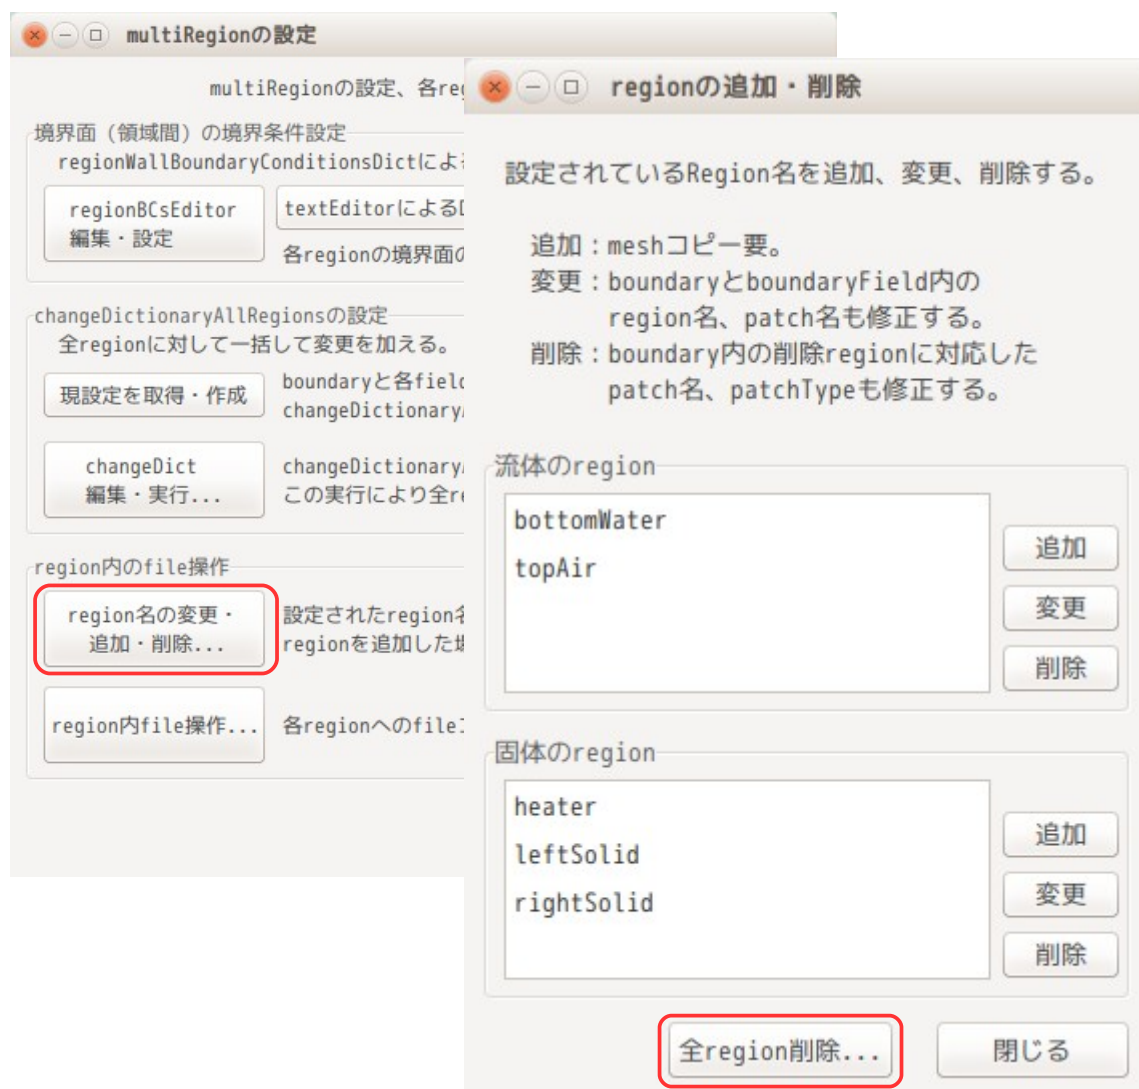 multiRegionの設定
multiRegionの設定、各reg
境界面（領域間）の境界条件設定
regionWallBoundaryConditionsDictによ
regionBCsEditor
編集・設定
textEditorによる
各regionの境界面の
changeDictionaryAllRegionsの設定
全regionに対して一括して変更を加える。
現設定を取得・作成
boundaryと各field
changeDictionary
changeDict
編集・実行...
changeDictionary
この実行により全re
region内のfile操作
region名の変更・
追加・削除...
設定されたregion名
regionを追加した場
region内file操作...
各regionへのfile
regionの追加・削除
設定されているRegion名を追加、変更、削除する。
追加：meshコピー要。
変更：boundaryとboundaryField内の
region名、patch名も修正する。
削除：boundary内の削除regionに対応した
patch名、patchTypeも修正する。
流体のregion
bottomWater
topAir
追加
変更
削除
固体のregion
heater
leftSolid
rightSolid
追加
変更
削除
全region削除...
閉じる